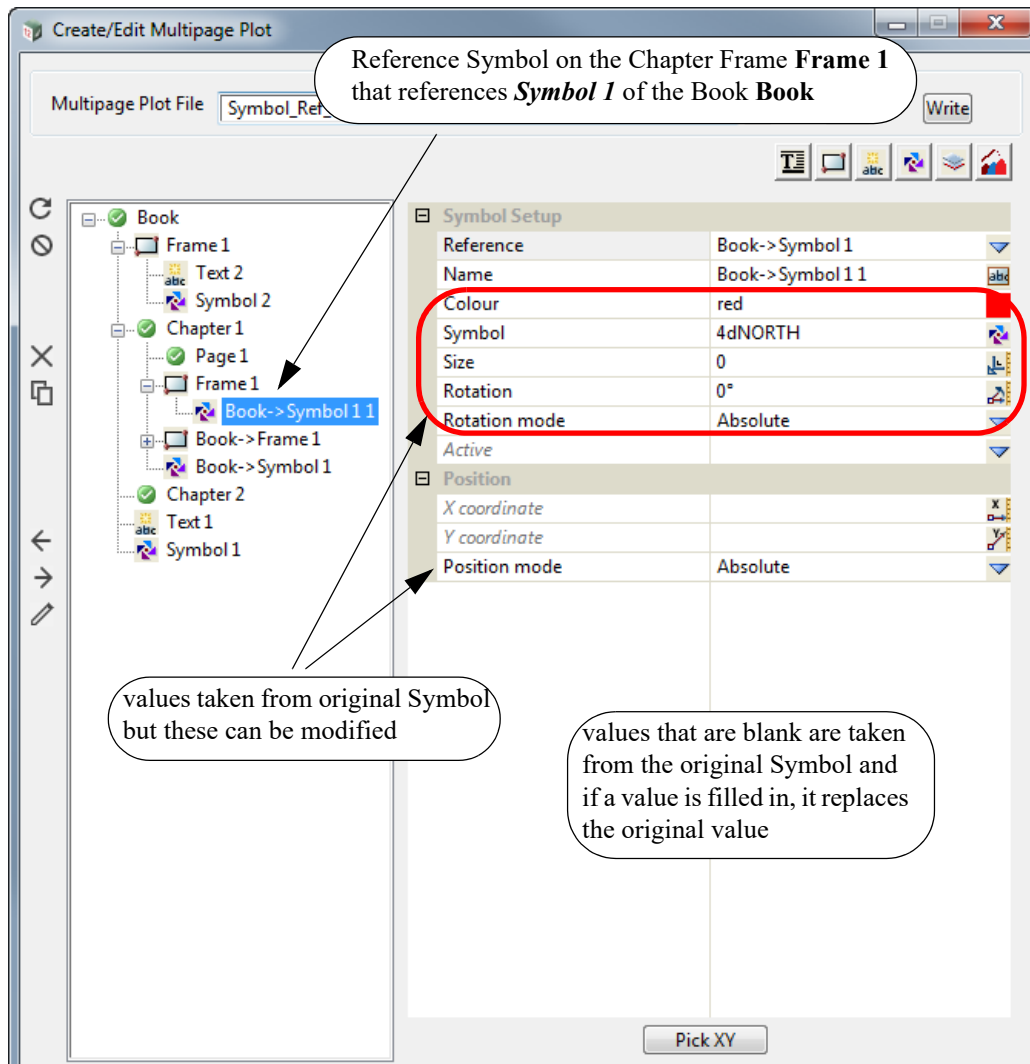 Create/Edit Multipage Plot
Reference Symbol on the Chapter Frame Frame 1
that references Symbol 1 of the Book Book
Multipage Plot File
Symbol_Ref_
Write
abc
Book
Frame 1
abc
Text 2
Symbol 2
Chapter 1
Page 1
Frame 1
Book->Symbol 1 1
Book->Frame 1
Book->Symbol 1
Chapter 2
abc
Text 1
Symbol 1
Symbol Setup
Reference Book->Symbol 1
Name Book->Symbol 1 1
Colour red
Symbol 4dNORTH
Size 0
Rotation 0°
Rotation mode Absolute
Active
Position
X coordinate
Y coordinate
Position mode Absolute
values taken from original Symbol
but these can be modified
values that are blank are taken
from the original Symbol and
if a value is filled in, it replaces
the original value
Pick XY